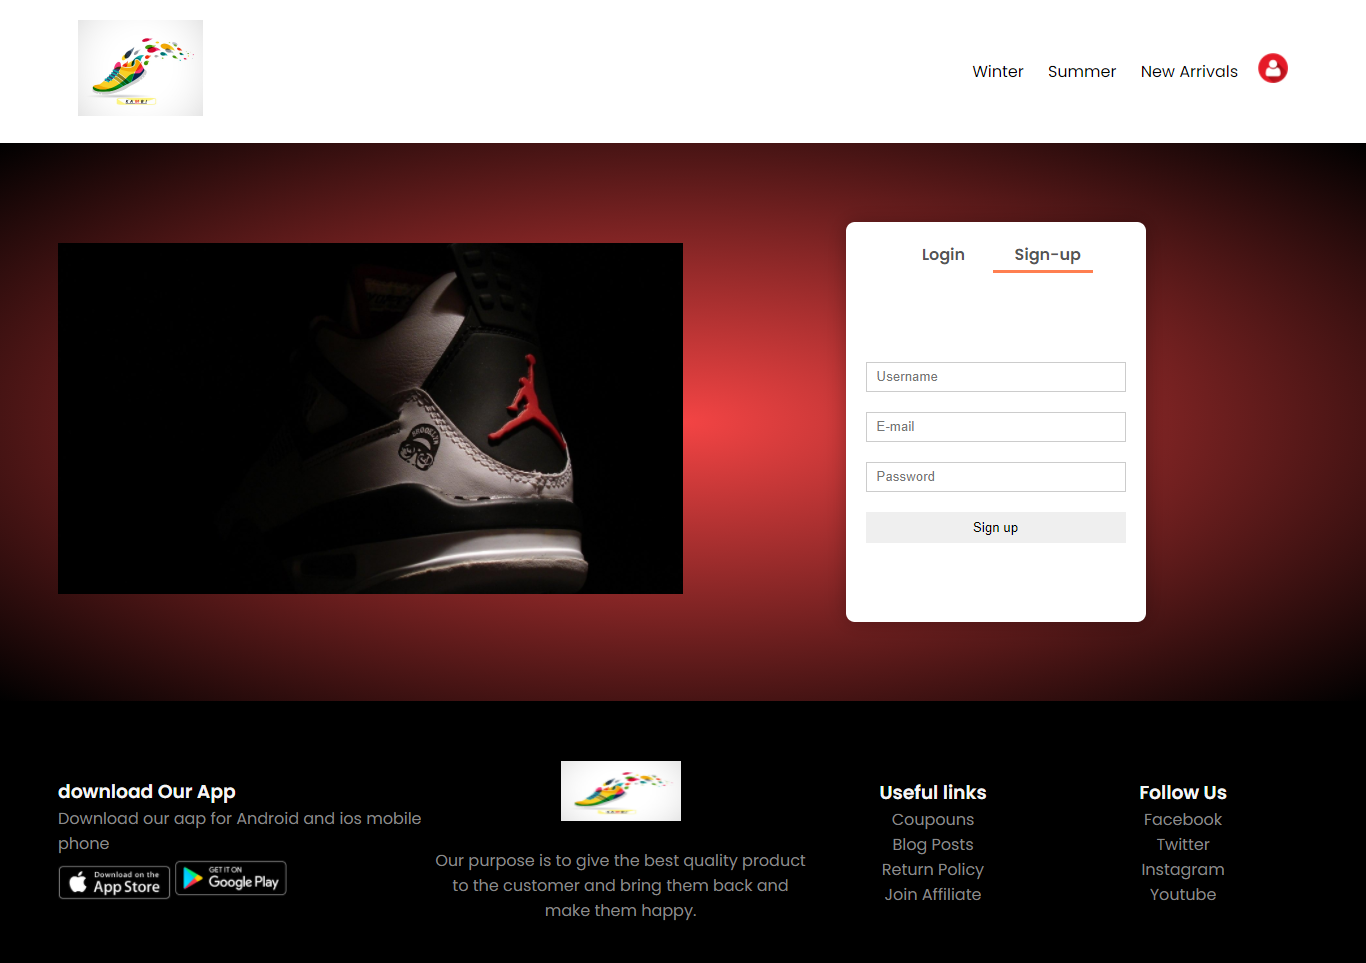 Winter Summer New Arrivals
Login Sign-up
BROOKLYN
Username
E-mail
Password
Sign up
download Our App
Download our aap for Android and ios mobile
phone
Download on the
App Store
GET IT ON
Google Play
Our purpose is to give the best quality product
to the customer and bring them back and
make them happy.
Useful links
Coupouns
Blog Posts
Return Policy
Join Affiliate
Follow Us
Facebook
Twitter
Instagram
Youtube